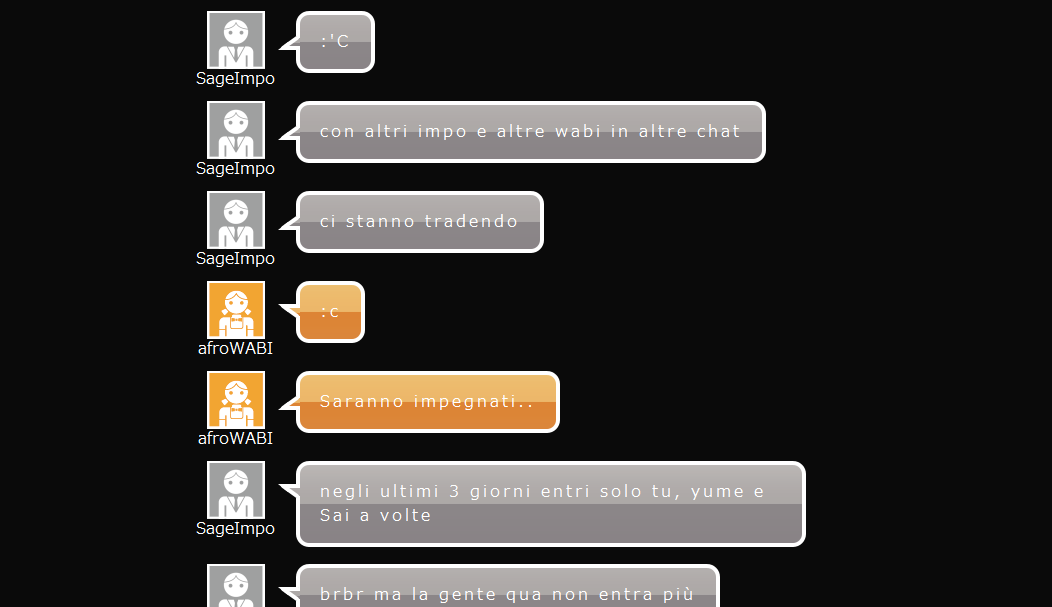 :'C
SageImpo
con altri impo e altre wabi in altre chat
SageImpo
ci stanno tradendo
SageImpo
:c
afroWABI
Saranno impegnati..
afroWABI
negli ultimi 3 giorni entri solo tu, yume e
Sai a volte
SageImpo
brbr ma la gente qua non entra più